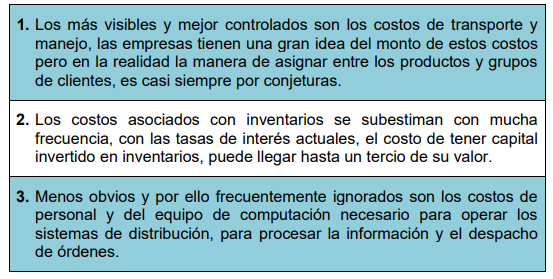 1. Los más visibles y mejor controlados son los costos de transporte y
manejo, las empresas tienen una gran idea del monto de estos costos
pero en la realidad la manera de asignar entre los productos y grupos
de clientes, es casi siempre por conjeturas.
2. Los costos asociados con inventarios se subestiman con mucha
frecuencia, con las tasas de interés actuales, el costo de tener capital
invertido en inventarios, puede llegar hasta un tercio de su valor.
3. Menos obvios y por ello frecuentemente ignorados son los costos de
personal y del equipo de computación necesario para operar los
sistemas de distribución, para procesar la información y el despacho
de órdenes.